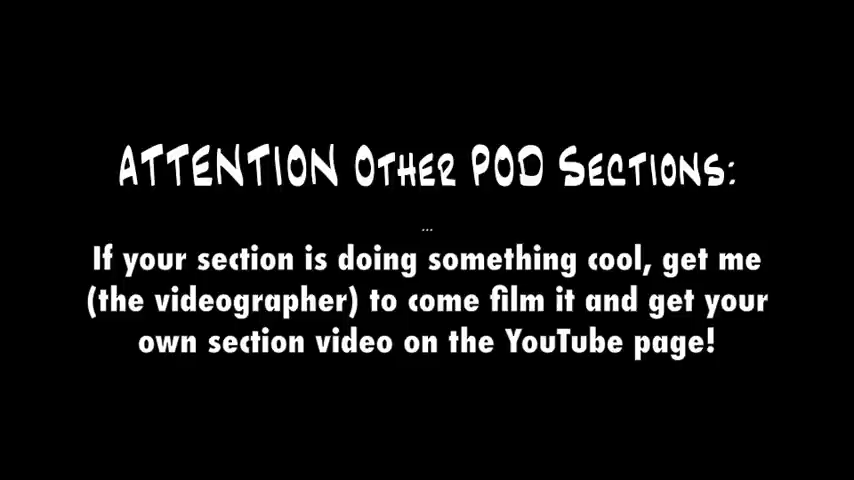 ATTENTION OTHER POD SECTIONS:
...
If your section is doing something cool, get me
(the videographer) to come film it and get your
own section video on the YouTube page!